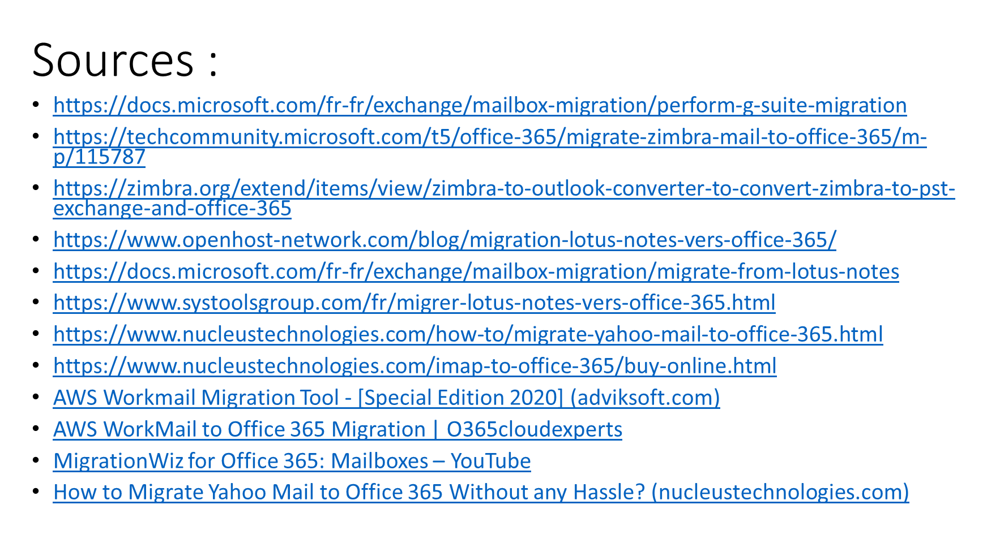 Sources :
• https://docs.microsoft.com/fr-fr/exchange/mailbox-migration/perform-g-suite-migration
• https://techcommunity.microsoft.com/t5/office-365/migrate-zimbra-mail-to-office-365/m-
p/115787
• https://zimbra.org/extend/items/view/zimbra-to-outlook-converter-to-convert-zimbra-to-pst-
exchange-and-office-365
• https://www.openhost-network.com/blog/migration-lotus-notes-vers-office-365/
• https://docs.microsoft.com/fr-fr/exchange/mailbox-migration/migrate-from-lotus-notes
• https://www.systoolsgroup.com/fr/migrer-lotus-notes-vers-office-365.html
• https://www.nucleustechnologies.com/how-to/migrate-yahoo-mail-to-office-365.html
• https://www.nucleustechnologies.com/imap-to-office-365/buy-online.html
• AWS Workmail Migration Tool - [Special Edition 2020] (adviksoft.com)
• AWS WorkMail to Office 365 Migration | O365cloudexperts
• MigrationWiz for Office 365: Mailboxes – YouTube
• How to Migrate Yahoo Mail to Office 365 Without any Hassle? (nucleustechnologies.com)